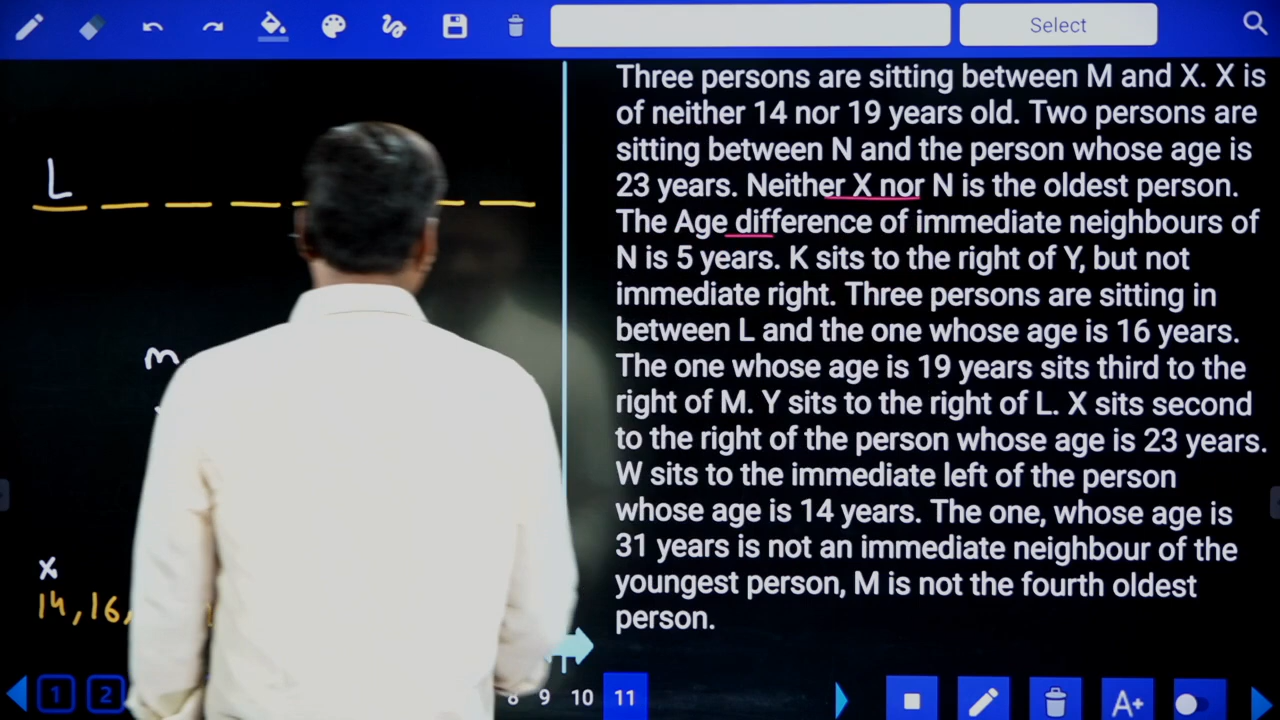 Select
Three persons are sitting between M and X. X is
of neither 14 nor 19 years old. Two persons are
sitting between N and the person whose age is
23 years. Neither X nor N is the oldest person.
The Age difference of immediate neighbours of
N is 5 years. K sits to the right of Y, but not
immediate right. Three persons are sitting in
between L and the one whose age is 16 years.
The one whose age is 19 years sits third to the
right of M. Y sits to the right of L. X sits second
to the right of the person whose age is 23 years.
W sits to the immediate left of the person
whose age is 14 years. The one, whose age is
31 years is not an immediate neighbour of the
youngest person, M is not the fourth oldest
person.
L
m
x
14, 16,
1 2
9 10 11
A+